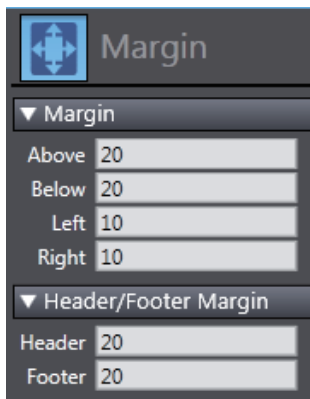 Margin
▼ Margin
Above 20
Below 20
Left 10
Right 10
▼ Header/Footer Margin
Header 20
Footer 20